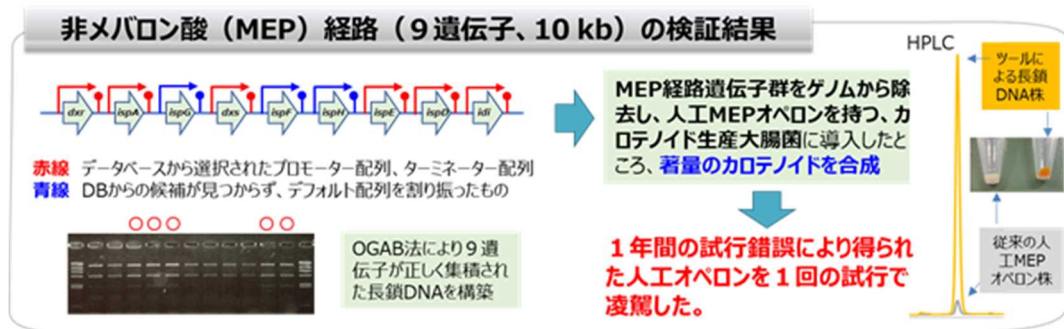 非メバロン酸（MEP）経路（９遺伝子、10 kb）の検証結果
dxr
ispA
ispG
dxs
ispF
ispH
ispE
ispD
idi
赤線 データベースから選択されたプロモーター配列、ターミネーター配列
青線 DBからの候補が見つからず、デフォルト配列を割り振ったもの
OGAB法により９遺
伝子が正しく集積され
た長鎖DNAを構築
MEP経路遺伝子群をゲノムから除
去し、人工MEPオペロンを持つ、カ
ロテノイド生産大腸菌に導入したと
ころ、著量のカロテノイドを合成
１年間の試行錯誤により得られ
た人工オペロンを１回の試行で
凌駕した。
HPLC
ツールに
よる長鎖
DNA株
従来の人
工MEP
オペロン株